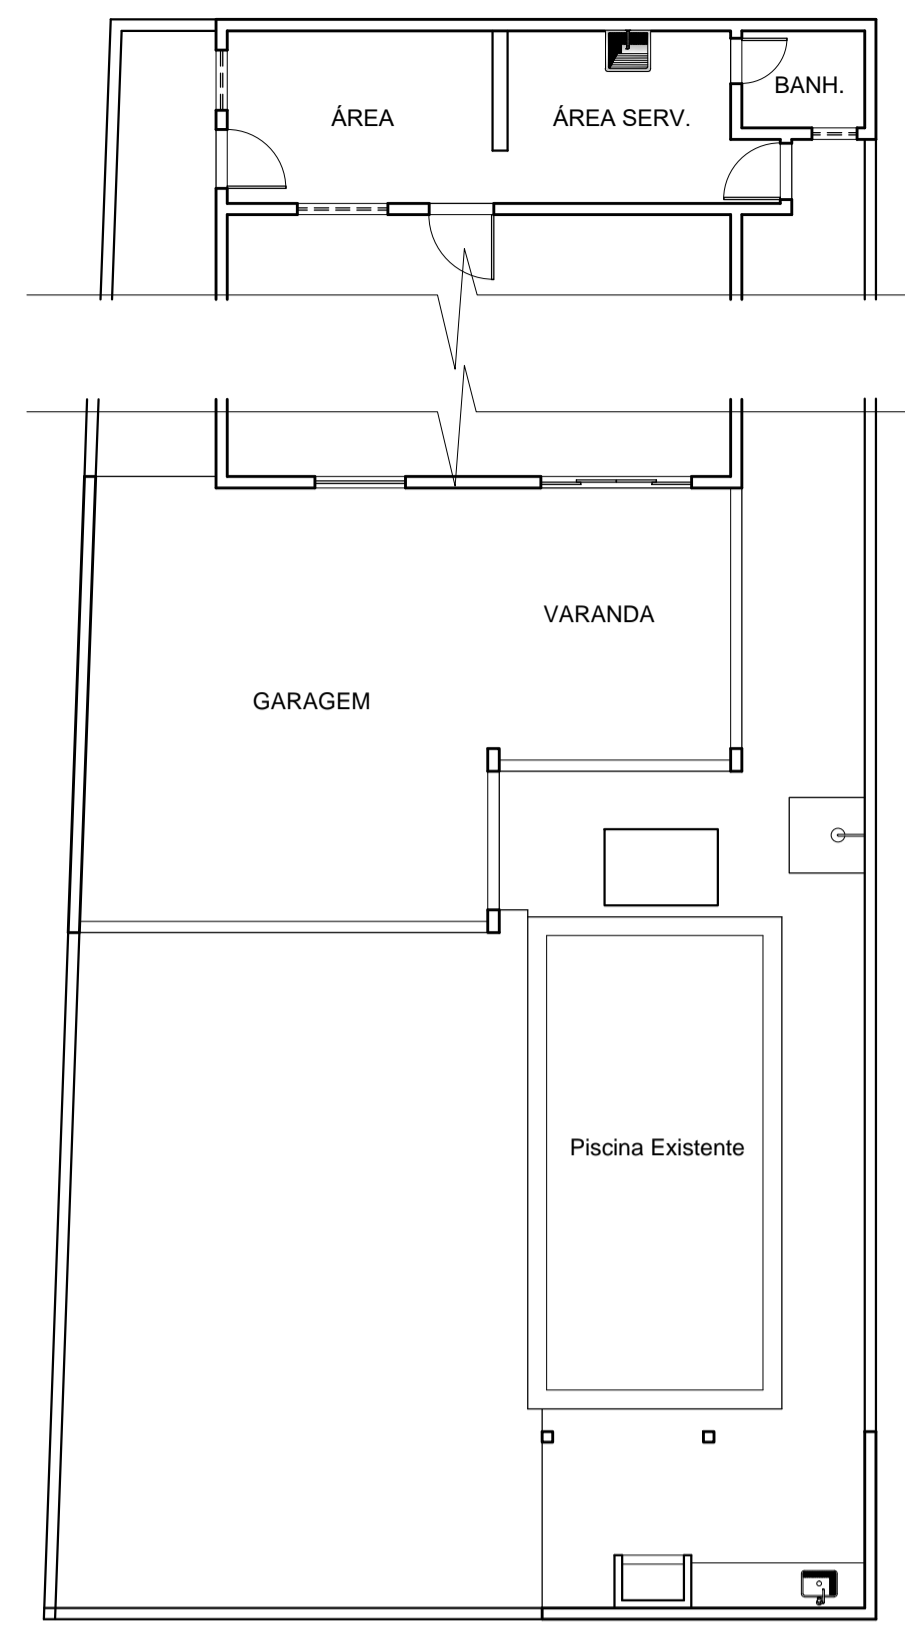 ÁREA
ÁREA SERV.
BANH.
VARANDA
GARAGEM
Piscina Existente